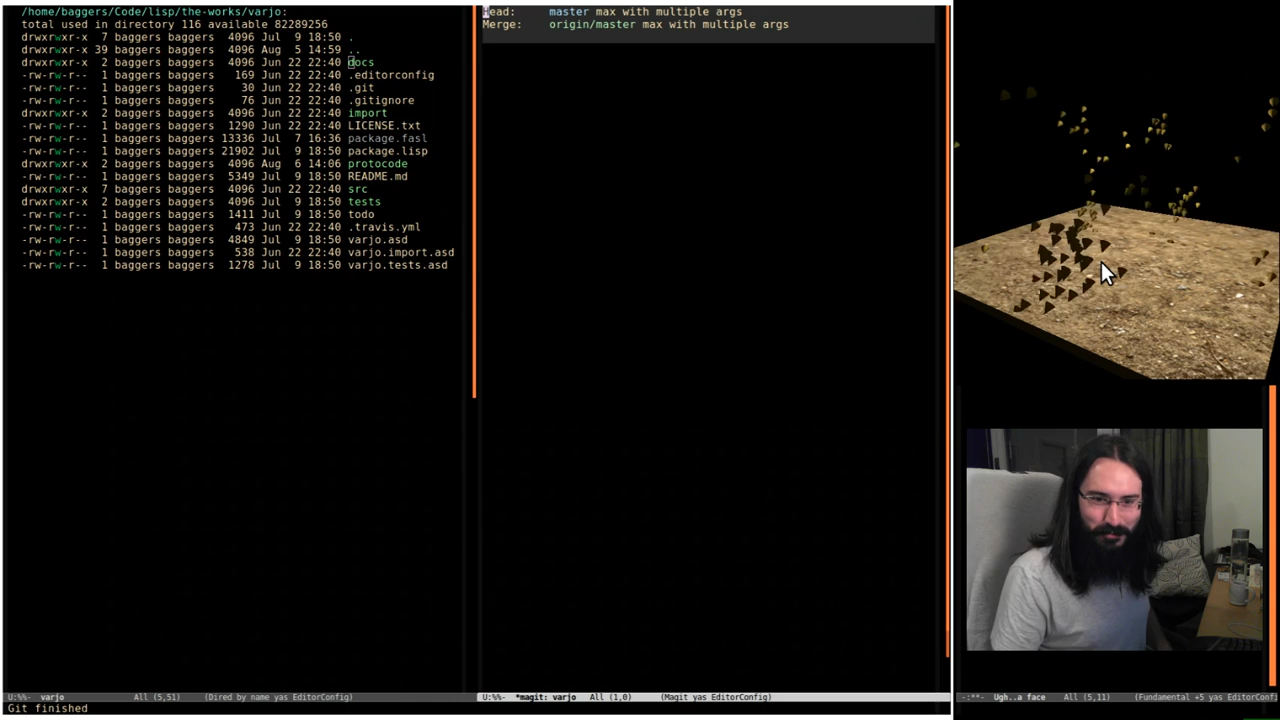 /home/baggers/Code/lisp/the-works/varjo:
total used in directory 116 available 82289256
drwxrwxr-x  7 baggers baggers  4096 Jul  9 18:50 .
drwxrwxr-x 39 baggers baggers  4096 Aug  5 14:59 ..
drwxrwxr-x  2 baggers baggers  4096 Jun 22 22:40 docs
-rw-rw-r--  1 baggers baggers   169 Jun 22 22:40 .editorconfig
-rw-rw-r--  1 baggers baggers    30 Jun 22 22:40 .git
-rw-rw-r--  1 baggers baggers    76 Jun 22 22:40 .gitignore
drwxrwxr-x  2 baggers baggers  4096 Jun 22 22:40 import
-rw-rw-r--  1 baggers baggers  1290 Jun 22 22:40 LICENSE.txt
-rw-rw-r--  1 baggers baggers 13336 Jul  7 16:36 package.fasl
-rw-rw-r--  1 baggers baggers 21902 Jul  9 18:50 package.lisp
drwxrwxr-x  2 baggers baggers  4096 Aug  6 14:06 protocode
-rw-rw-r--  1 baggers baggers  5349 Jul  9 18:50 README.md
drwxrwxr-x  7 baggers baggers  4096 Jun 22 22:40 src
drwxrwxr-x  2 baggers baggers  4096 Jul  9 18:50 tests
-rw-rw-r--  1 baggers baggers  1411 Jul  9 18:50 todo
-rw-rw-r--  1 baggers baggers   473 Jun 22 22:40 .travis.yml
-rw-rw-r--  1 baggers baggers  4849 Jul  9 18:50 varjo.asd
-rw-rw-r--  1 baggers baggers   538 Jun 22 22:40 varjo.import.asd
-rw-rw-r--  1 baggers baggers  1278 Jul  9 18:50 varjo.tests.asd
U:%%-  varjo          All (5,51)    (Dired by name yas EditorConfig)
Git finished
Head:     master max with multiple args
Merge:    origin/master max with multiple args
U:%%-  *magit: varjo   All (1,0)     (Magit yas EditorConfig)
-:**-  Ugh..a face    All (5,11)    (Fundamental +5 yas EditorConfi